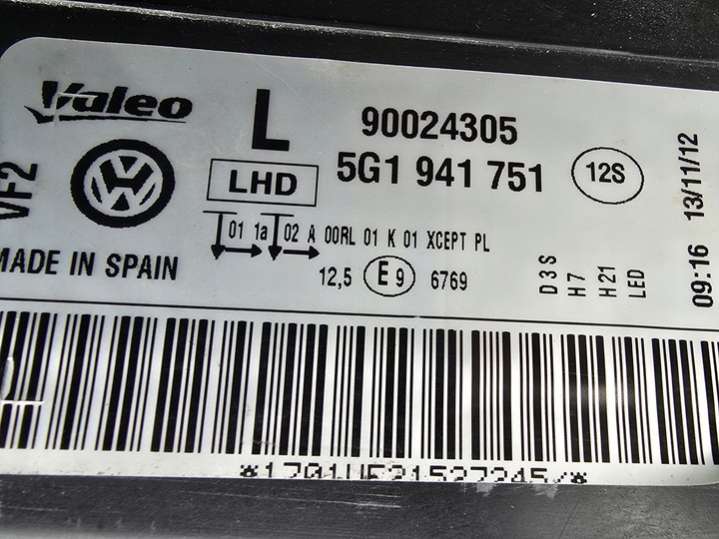 Valeo
L
90024305
LHD
5G1 941 751
12S
VF2
01 1a 02 A 00RL 01 K 01 XCEPT PL
MADE IN SPAIN
12,5 E9 6769
D3S
H7
H21
LED
09:16 13/11/12